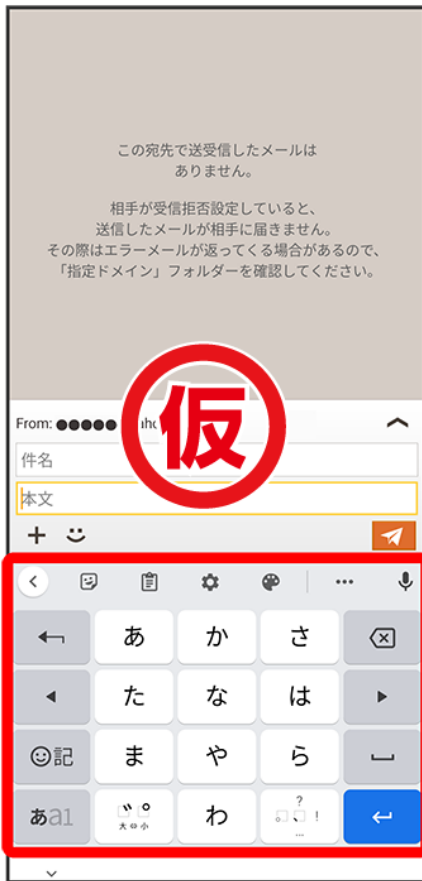 この宛先で送受信したメールは
ありません。
相手が受信拒否設定していると、
送信したメールが相手に届きません。
その際はエラーメールが返ってくる場合があるので、
「指定ドメイン」フォルダーを確認してください。
仮
From: ●●●●●
件名
本文
あ か さ
た な は
☺記 ま や ら
あa1 大⇔小 わ 。、?!…